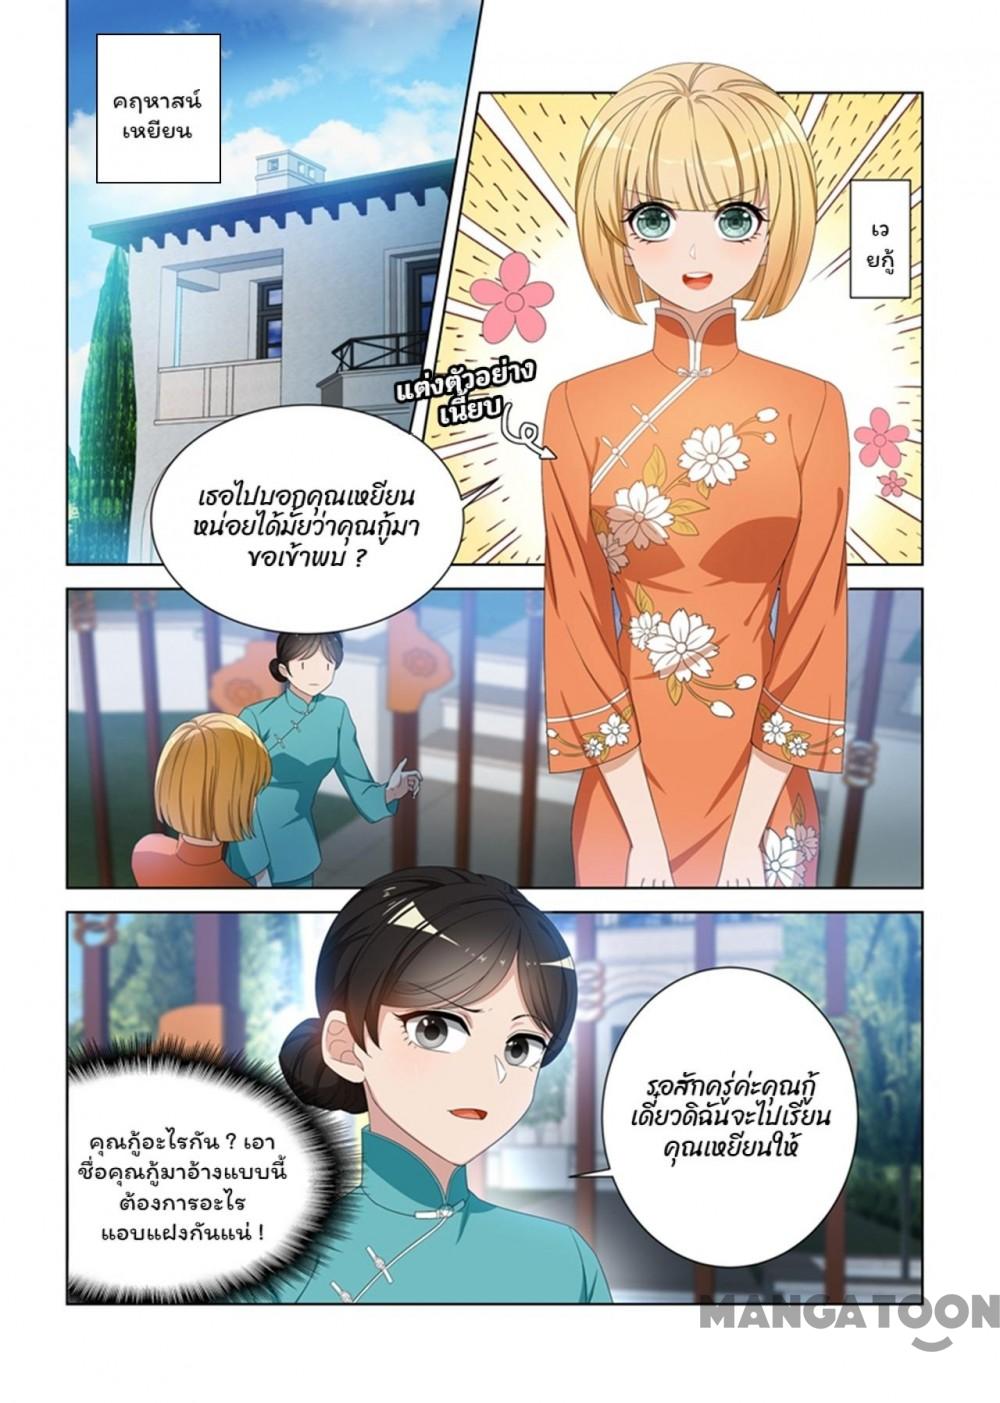 คฤหาสน์
เหยียน
เว
ยกู้
แต่งตัวอย่าง
เนี้ยบ
เธอไปบอกคุณเหยียน
หน่อยได้มั้ยว่าคุณกู้มา
ขอเข้าพบ ?
รอสักครู่ค่ะคุณกู้
เดี๋ยวดิฉันจะไปเรียน
คุณเหยียนให้
คุณกู้อะไรกัน ? เอา
ชื่อคุณกู้มาอ้างแบบนี้
ต้องการอะไร
แอบแฝงกันแน่ !
MANGATOON